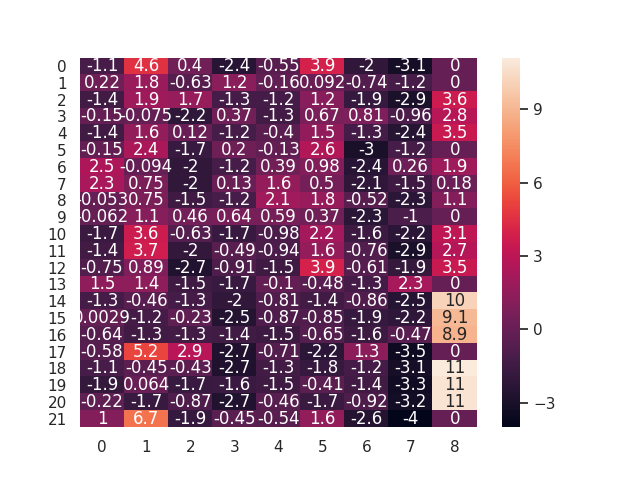 0 -1.1 4.6 0.4 -2.4 -0.55 3.9 -2 -3.1 0
1 0.22 1.8 -0.63 1.2 -0.16 0.092 -0.74 -1.2 0
2 -1.4 1.9 1.7 -1.3 -1.2 1.2 -1.9 -2.9 3.6
3 -0.15 -0.075 -2.2 0.37 -1.3 0.67 0.81 -0.96 2.8
4 -1.4 1.6 0.12 -1.2 -0.4 1.5 -1.3 -2.4 3.5
5 -0.15 2.4 -1.7 0.2 -0.13 2.6 -3 -1.2 0
6 2.5 -0.094 -2 -1.2 0.39 0.98 -2.4 0.26 1.9
7 2.3 0.75 -2 0.13 1.6 0.5 -2.1 -1.5 0.18
8 -0.053 0.75 -1.5 -1.2 2.1 1.8 -0.52 -2.3 1.1
9 -0.062 1.1 0.46 0.64 0.59 0.37 -2.3 -1 0
10 -1.7 3.6 -0.63 -1.7 -0.98 2.2 -1.6 -2.2 3.1
11 -1.4 3.7 -2 -0.49 -0.94 1.6 -0.76 -2.9 2.7
12 -0.75 0.89 -2.7 -0.91 -1.5 3.9 -0.61 -1.9 3.5
13 1.5 1.4 -1.5 -1.7 -0.1 -0.48 -1.3 2.3 0
14 -1.3 -0.46 -1.3 -2 -0.81 -1.4 -0.86 -2.5 10
15 0.0029 -1.2 -0.23 -2.5 -0.87 -0.85 -1.9 -2.2 9.1
16 -0.64 -1.3 -1.3 -1.4 -1.5 -0.65 -1.6 -0.47 8.9
17 -0.58 5.2 2.9 -2.7 -0.71 -2.2 1.3 -3.5 0
18 -1.1 -0.45 -0.43 -2.7 -1.3 -1.8 -1.2 -3.1 11
19 -1.9 0.064 -1.7 -1.6 -1.5 -0.41 -1.4 -3.3 11
20 -0.22 -1.7 -0.87 -2.7 -0.46 -1.7 -0.92 -3.2 11
21 1 6.7 -1.9 -0.45 -0.54 1.6 -2.6 -4 0
0 1 2 3 4 5 6 7 8
9
6
3
0
−3